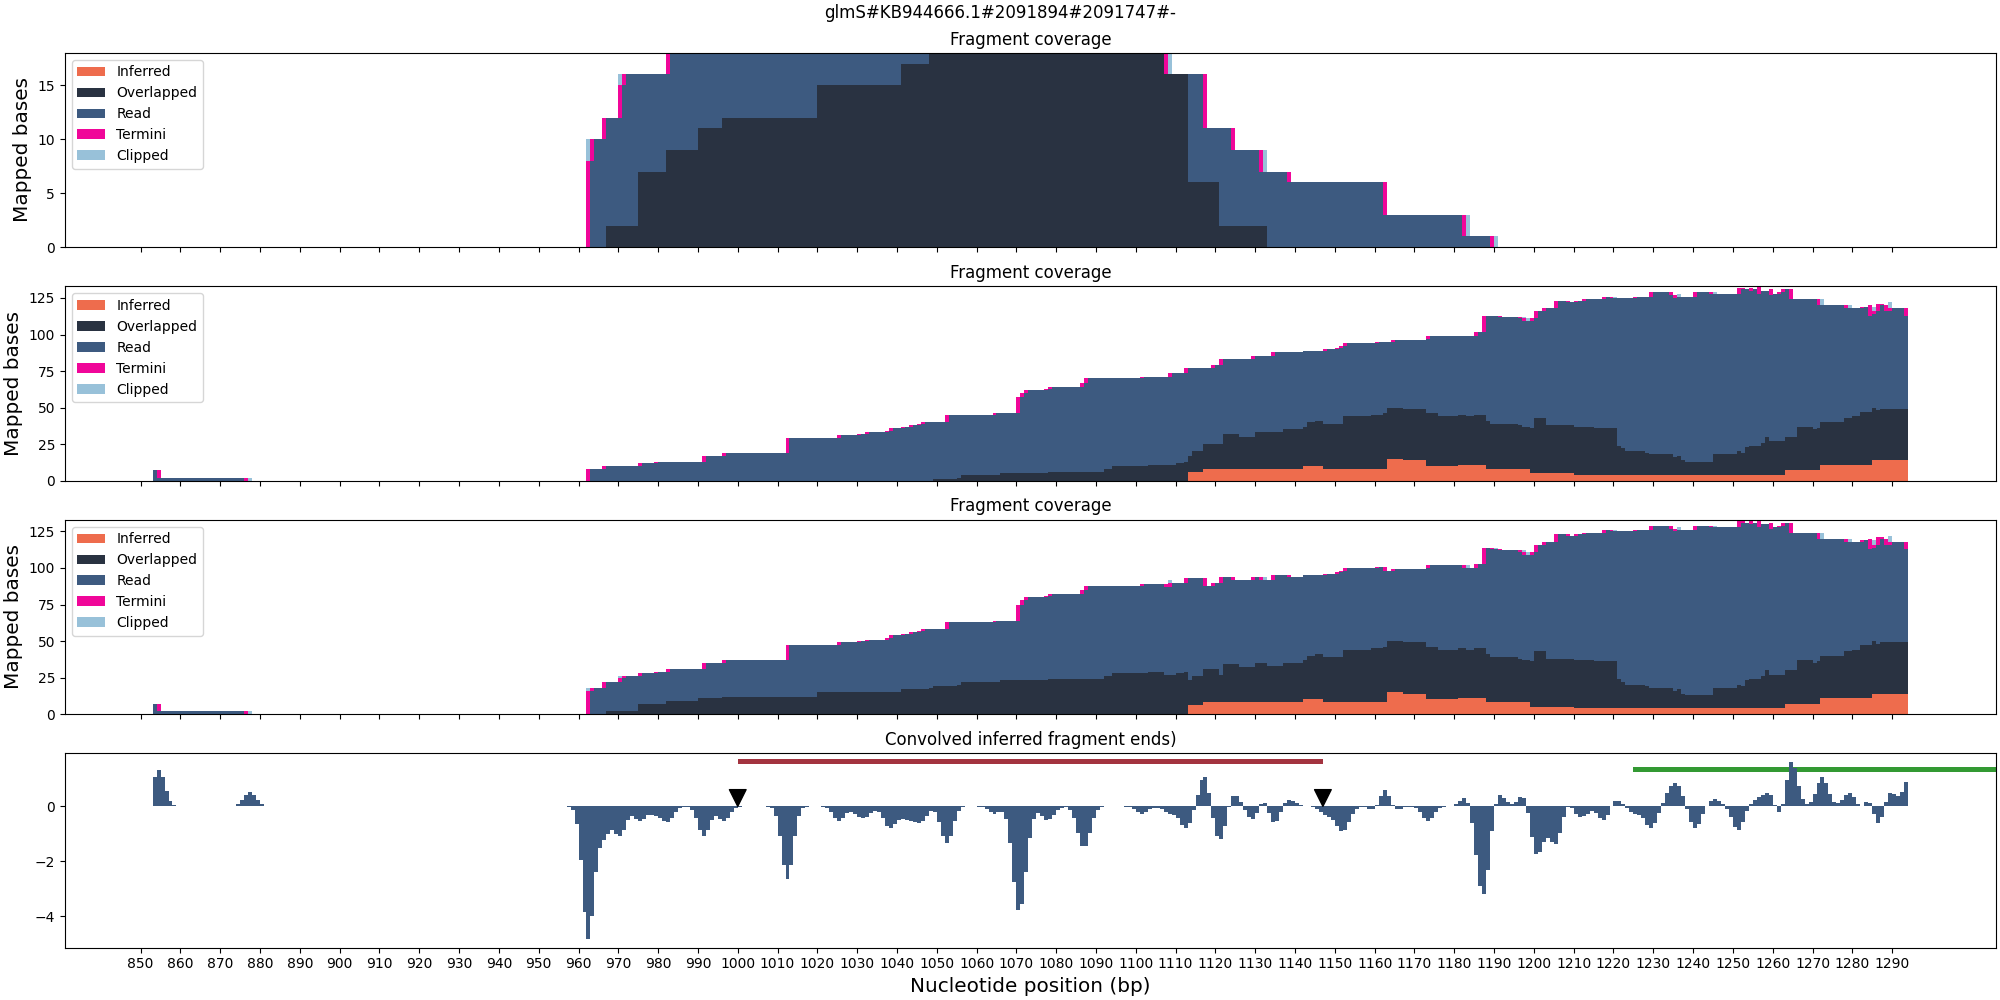 glmS#KB944666.1#2091894#2091747#-
Fragment coverage
Mapped bases
15
10
5
0
Inferred
Overlapped
Read
Termini
Clipped
Fragment coverage
Mapped bases
125
100
75
50
25
0
Inferred
Overlapped
Read
Termini
Clipped
Fragment coverage
Mapped bases
125
100
75
50
25
0
Inferred
Overlapped
Read
Termini
Clipped
Convolved inferred fragment ends)
0
−2
−4
850 860 870 880 890 900 910 920 930 940 950 960 970 980 990 1000 1010 1020 1030 1040 1050 1060 1070 1080 1090 1100 1110 1120 1130 1140 1150 1160 1170 1180 1190 1200 1210 1220 1230 1240 1250 1260 1270 1280 1290
Nucleotide position (bp)